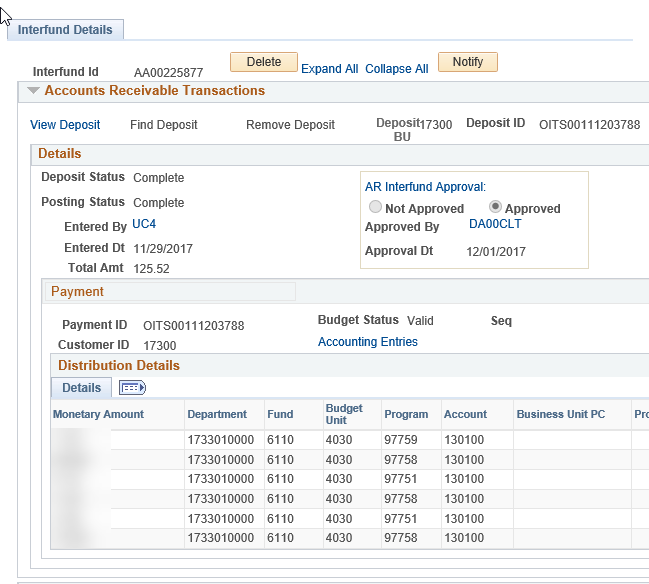 Interfund Details
Interfund Id AA00225877 Delete Expand All Collapse All Notify
Accounts Receivable Transactions
View Deposit Find Deposit Remove Deposit Deposit BU 17300 Deposit ID OITS00111203788
Details
Deposit Status Complete
Posting Status Complete
Entered By UC4
Entered Dt 11/29/2017
Total Amt 125.52
AR Interfund Approval:
Not Approved Approved
Approved By DA00CLT
Approval Dt 12/01/2017
Payment
Payment ID OITS00111203788 Budget Status Valid Seq
Customer ID 17300 Accounting Entries
Distribution Details
Details
Monetary Amount Department Fund Budget Unit Program Account Business Unit PC Pro
1733010000 6110 4030 97759 130100
1733010000 6110 4030 97758 130100
1733010000 6110 4030 97751 130100
1733010000 6110 4030 97758 130100
1733010000 6110 4030 97751 130100
1733010000 6110 4030 97758 130100